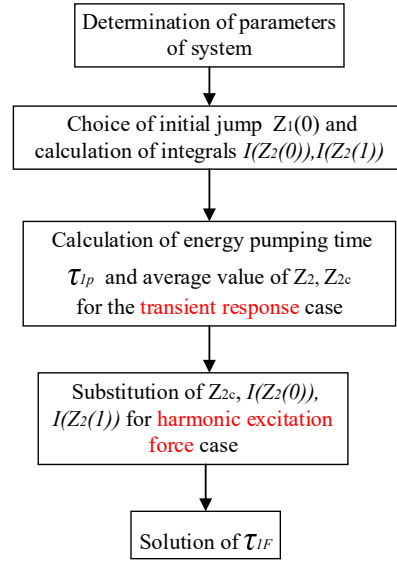 Determination of parameters
of system
Choice of initial jump Z₁(0) and
calculation of integrals I(Z₂(0)),I(Z₂(1))
Calculation of energy pumping time
τ₁ₚ and average value of Z₂, Z₂c
for the transient response case
Substitution of Z₂c, I(Z₂(0)),
I(Z₂(1)) for harmonic excitation
force case
Solution of τ₁F